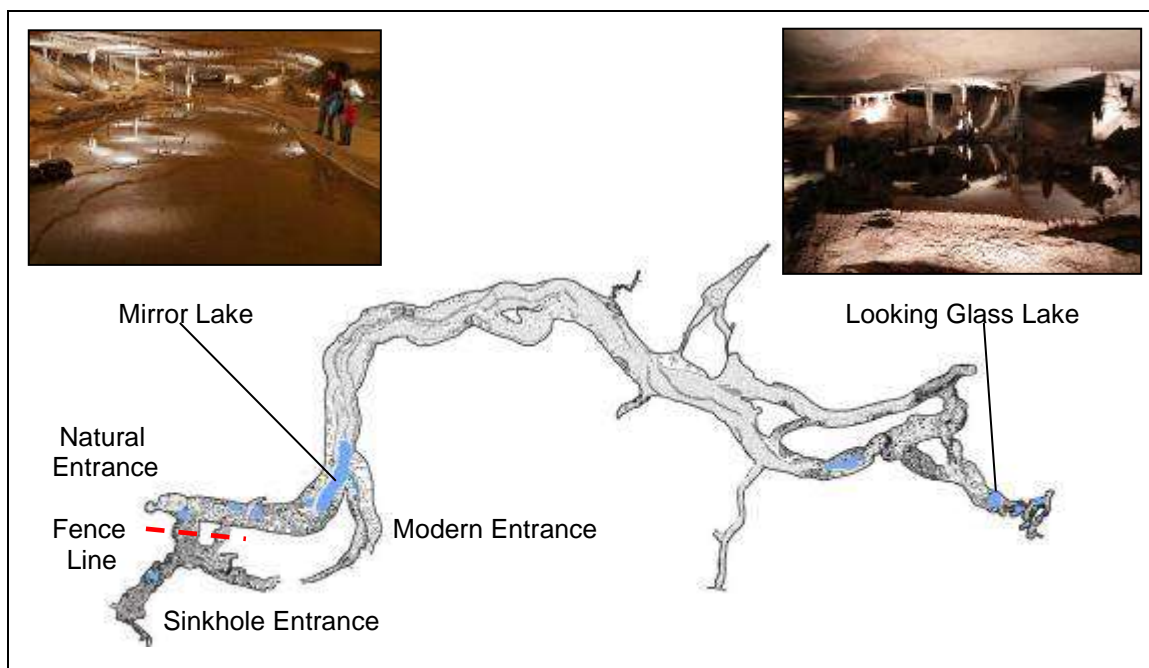 Mirror Lake
Looking Glass Lake
Natural
Entrance
Fence
Line
Modern Entrance
Sinkhole Entrance